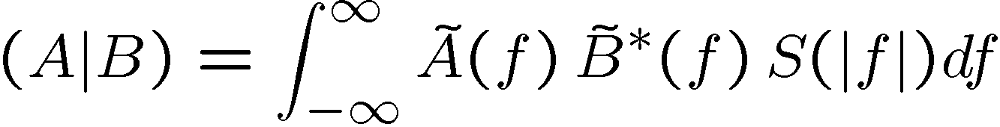 (A|B) = ∫_{-∞}^{∞} Ã(f) B̃*(f) S(|f|)df